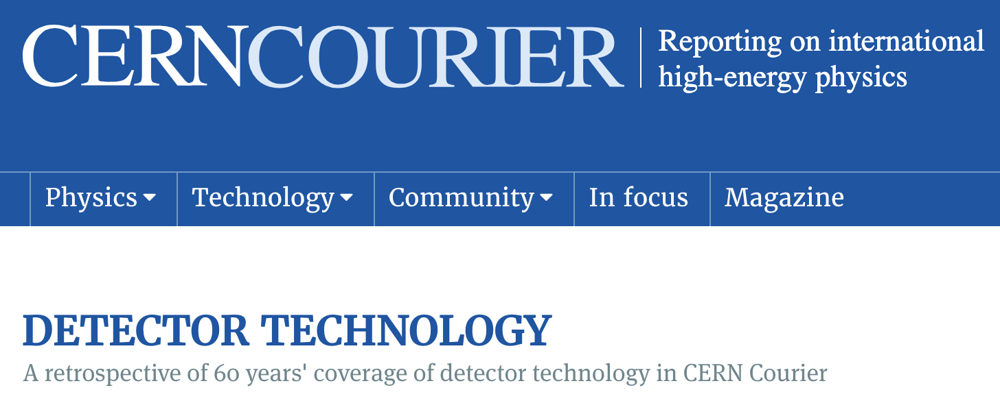 CERNCOURIER
Reporting on international
high-energy physics
Physics
Technology
Community
In focus
Magazine
DETECTOR TECHNOLOGY
A retrospective of 60 years' coverage of detector technology in CERN Courier